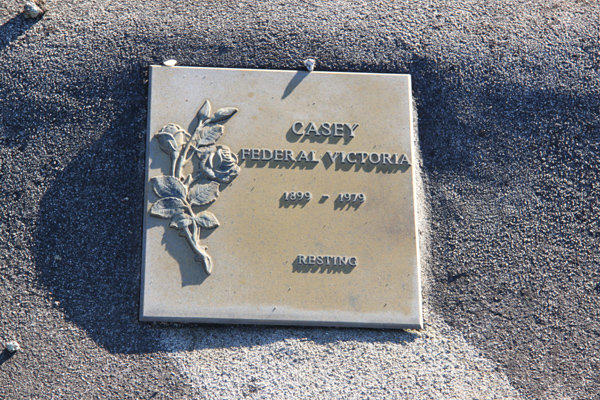 CASEY
FEDERAL VICTORIA
1899 - 1979
RESTING